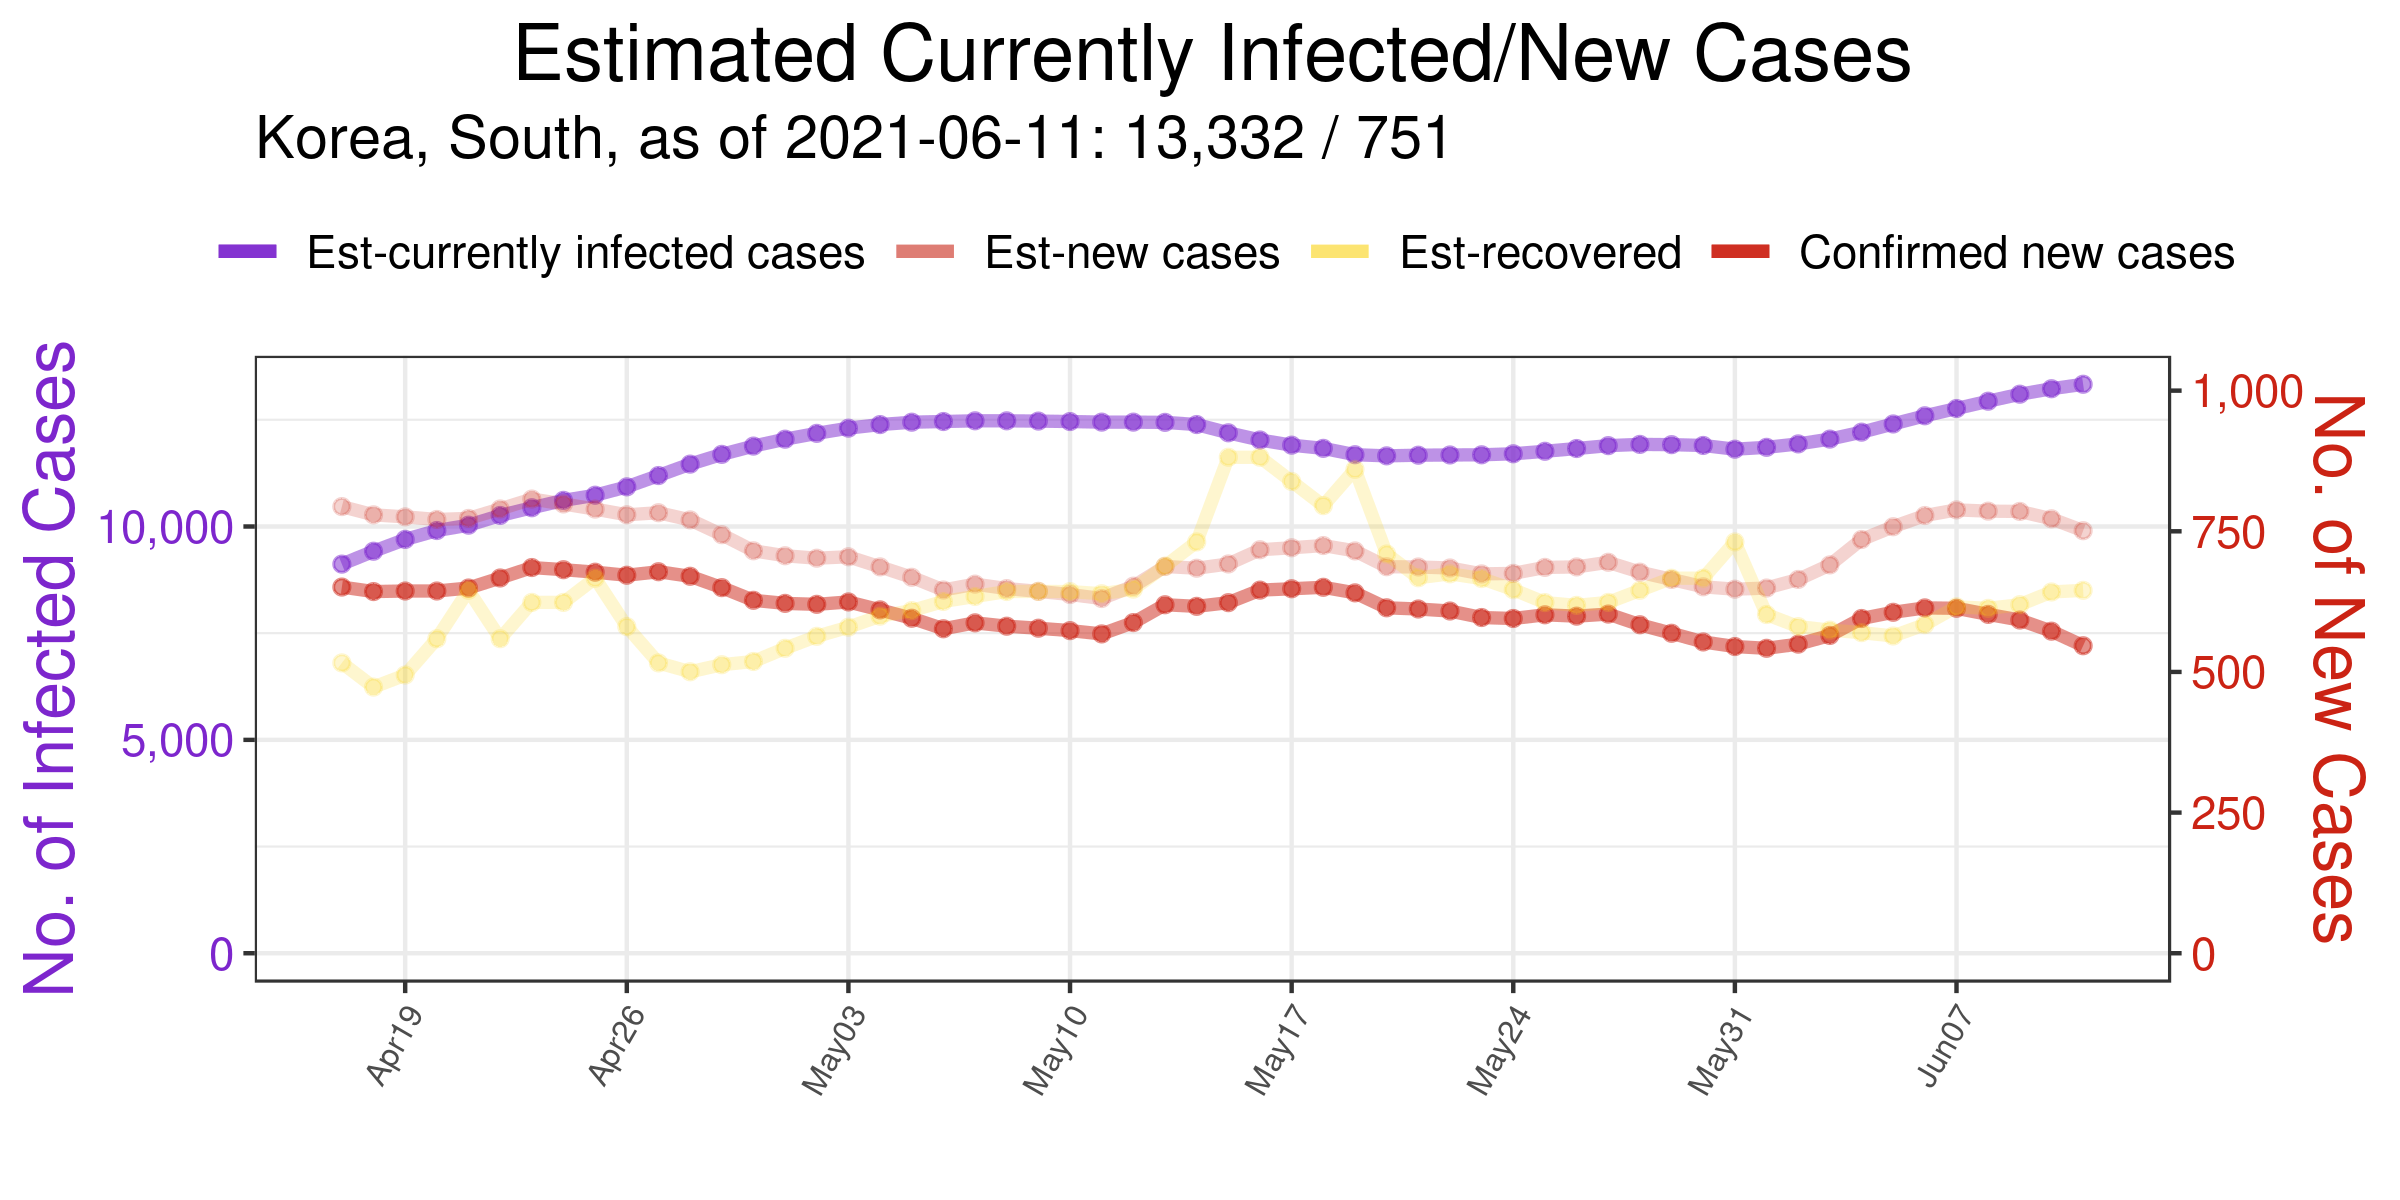 Estimated Currently Infected/New Cases
Korea, South, as of 2021-06-11: 13,332 / 751
Est-currently infected cases Est-new cases Est-recovered Confirmed new cases
No. of Infected Cases
10,000
5,000
0
1,000
750
500
250
0
No. of New Cases
Apr19 Apr26 May03 May10 May17 May24 May31 Jun07